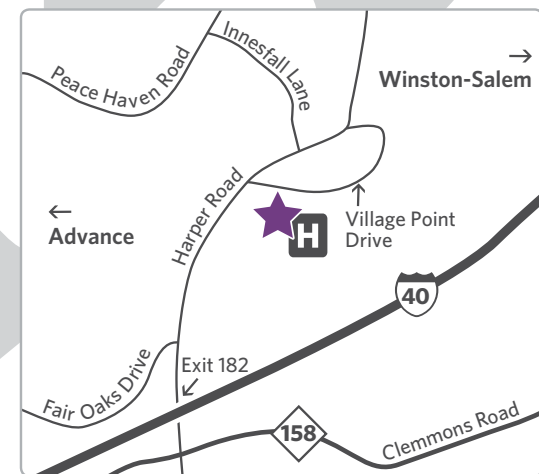 Innesfall Lane
Peace Haven Road
→
Winston-Salem
Harper Road
←
Advance
H
Village Point
Drive
40
Exit 182
Fair Oaks Drive
158
Clemmons Road